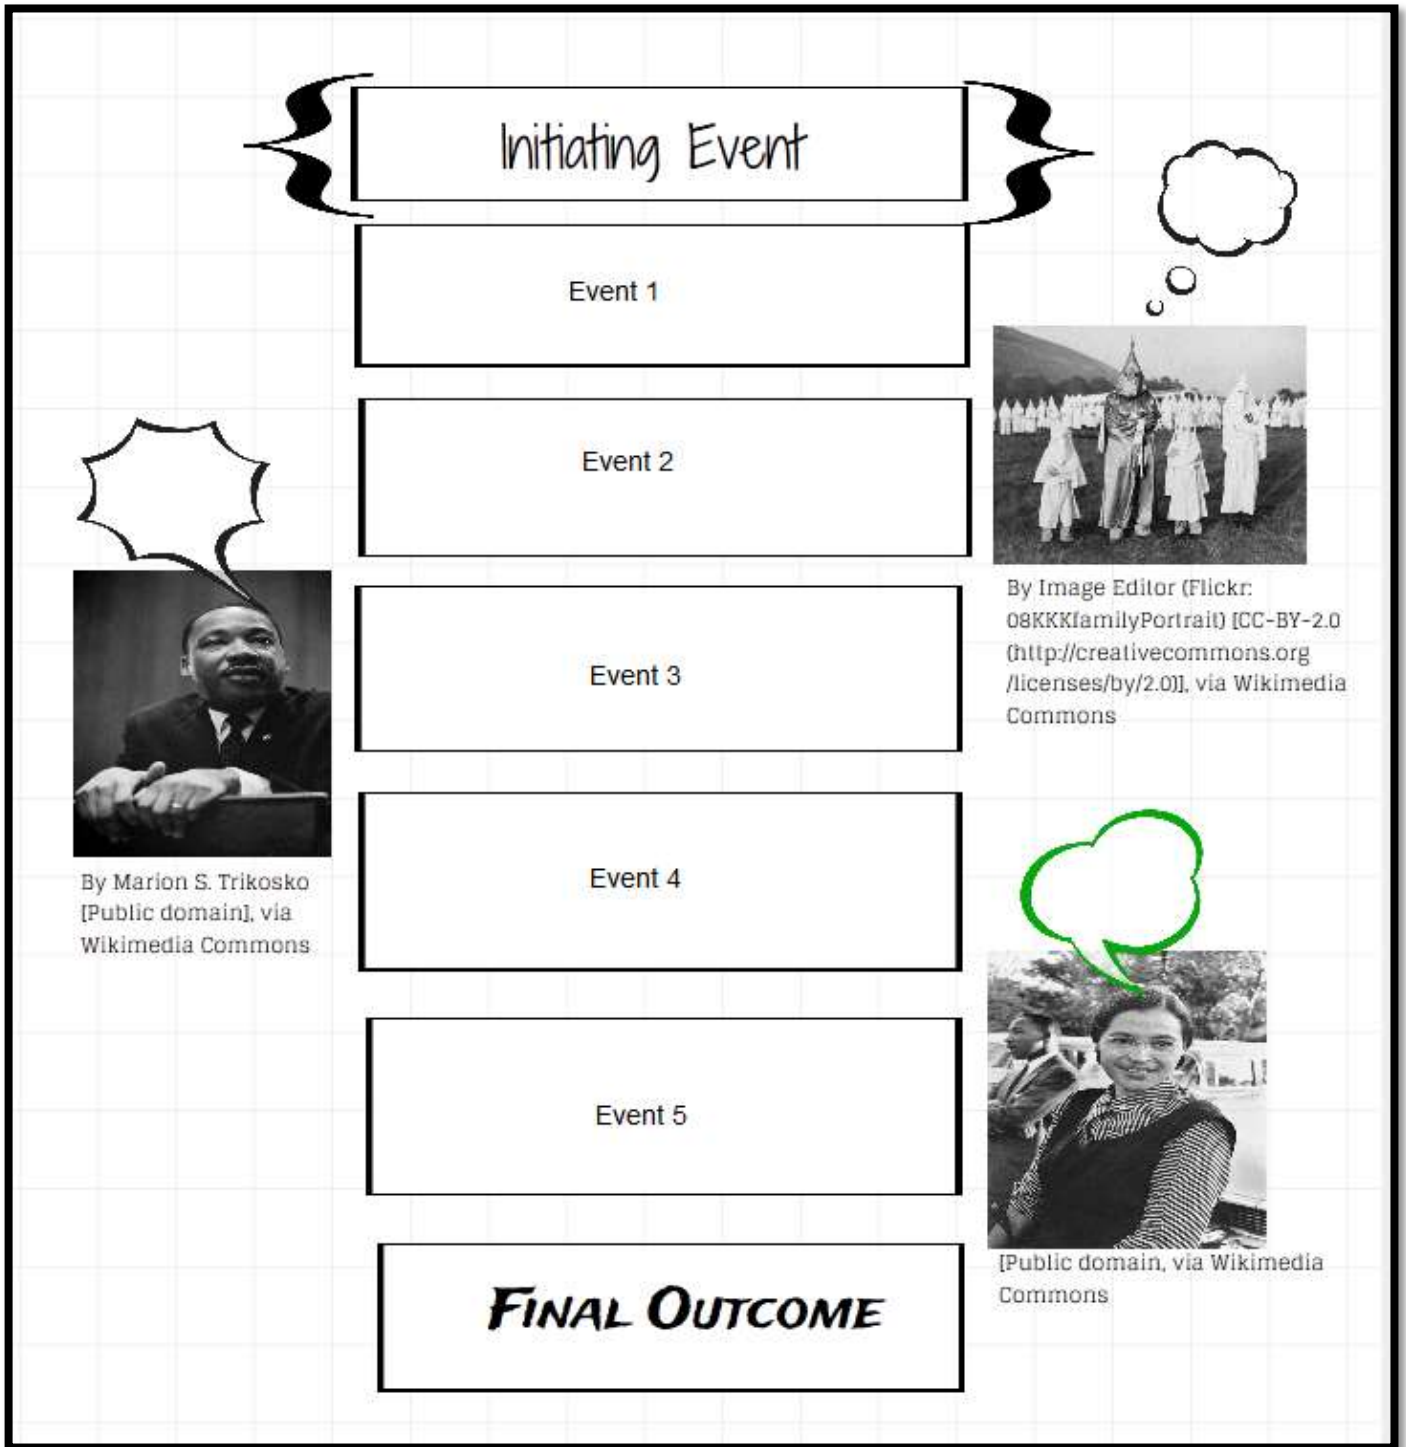 Initiating Event
Event 1
Event 2
By Image Editor (Flickr:
08KKKfamilyPortrait) [CC-BY-2.0
(http://creativecommons.org
/licenses/by/2.0)], via Wikimedia
Commons
Event 3
By Marion S. Trikosko
[Public domain], via
Wikimedia Commons
Event 4
Event 5
[Public domain, via Wikimedia
Commons
FINAL OUTCOME